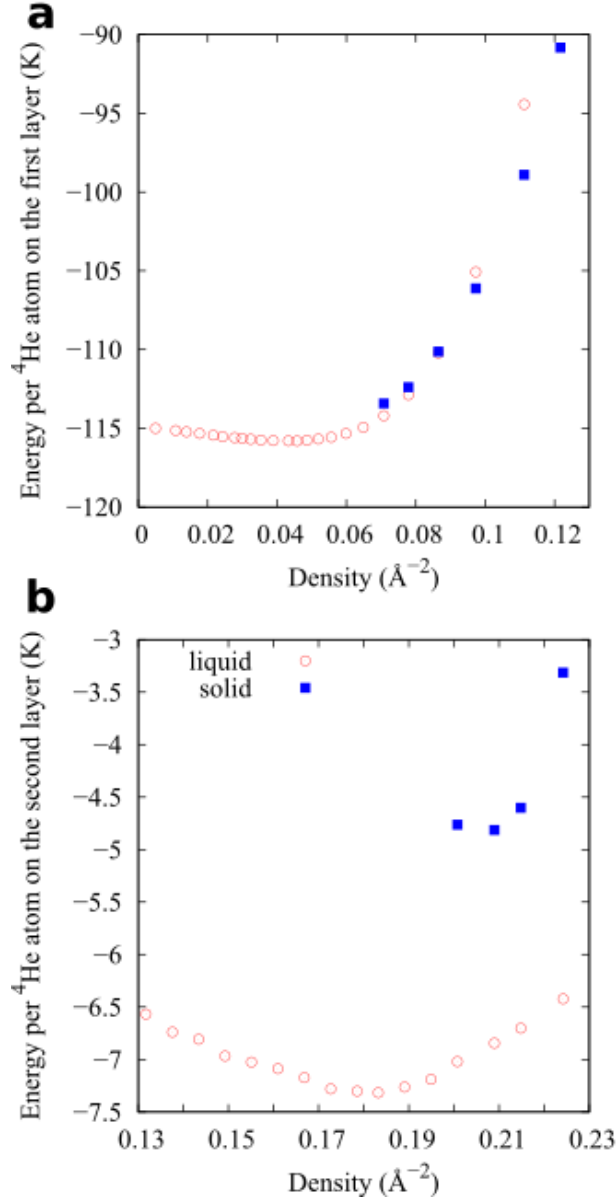 a
Energy per ⁴He atom on the first layer (K)
−90
−95
−100
−105
−110
−115
−120
0 0.02 0.04 0.06 0.08 0.1 0.12
Density (Å⁻²)
b
Energy per ⁴He atom on the second layer (K)
−3
−3.5
−4
−4.5
−5
−5.5
−6
−6.5
−7
−7.5
liquid
solid
0.13 0.15 0.17 0.19 0.21 0.23
Density (Å⁻²)